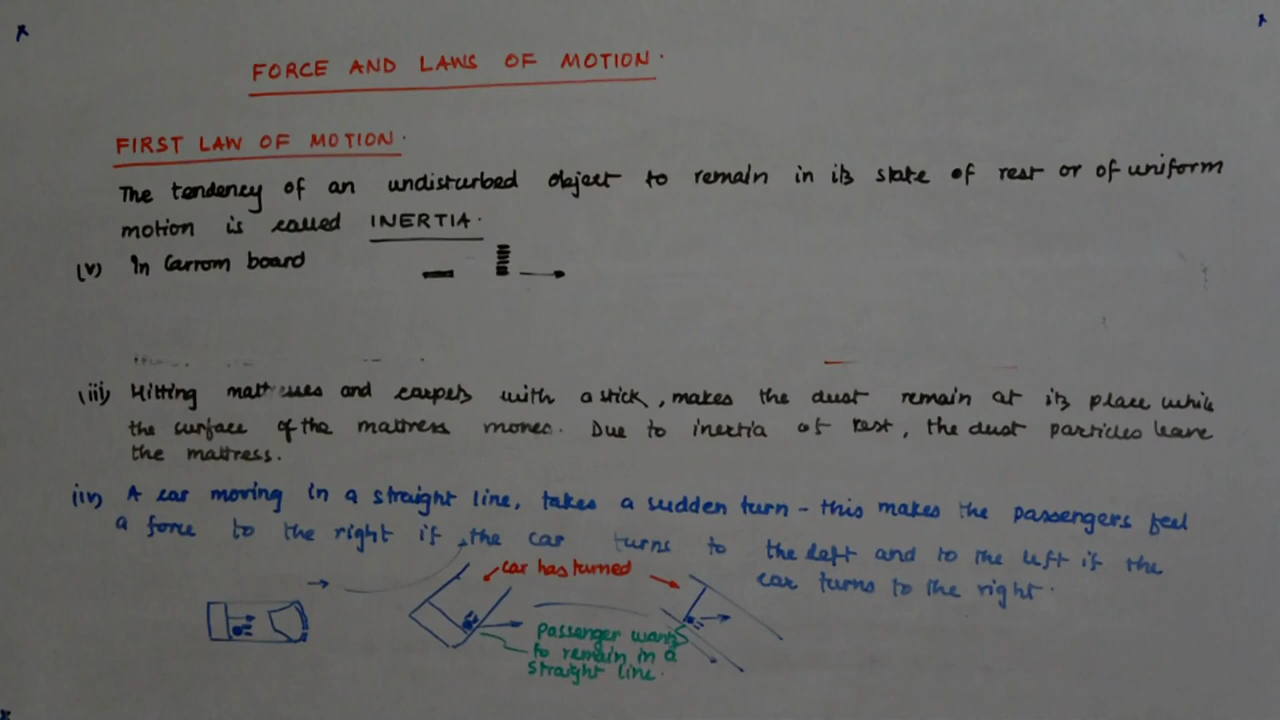 FORCE AND LAWS OF MOTION.
FIRST LAW OF MOTION.
The tendency of an undisturbed object to remain in its state of rest or of uniform
motion is called INERTIA.
(v) In Carrom board
(iii) Hitting mattresses and carpets with a stick, makes the dust remain at its place while
the surface of the mattress moves. Due to inertia of rest, the dust particles leave
the mattress.
(iv) A car moving in a straight line, takes a sudden turn - this makes the passengers feel
a force to the right if the car turns to the left and to the left if the
car turns to the right.
car has turned
Passenger wants
to remain in a
straight line.